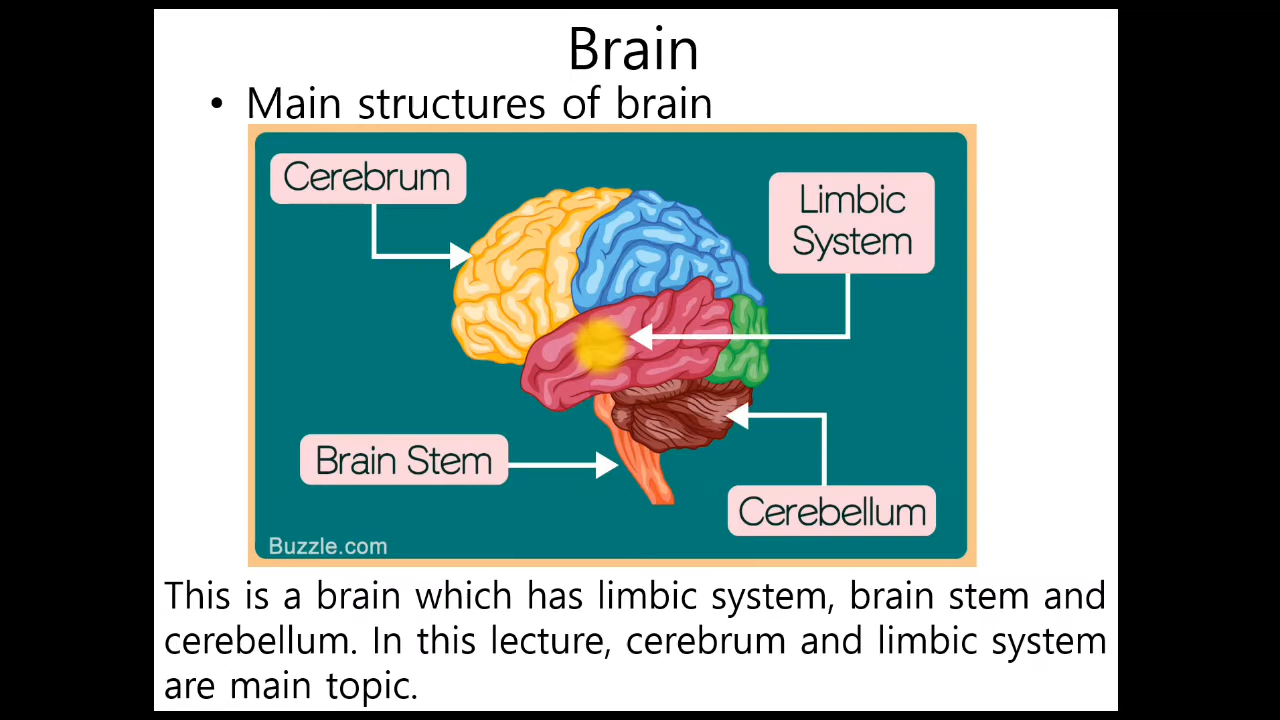 Brain
• Main structures of brain
Cerebrum
Limbic
System
Brain Stem
Cerebellum
Buzzle.com
This is a brain which has limbic system, brain stem and
cerebellum. In this lecture, cerebrum and limbic system
are main topic.